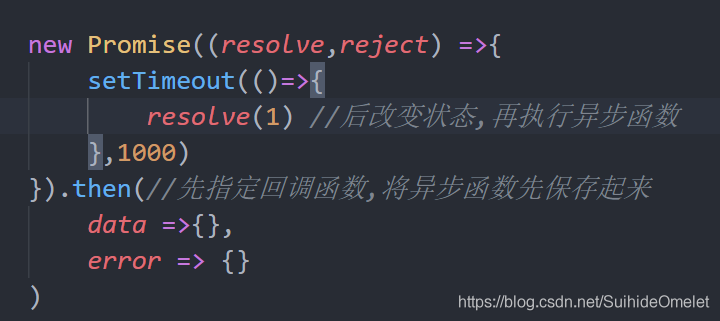 new Promise((resolve,reject) =>{
    setTimeout(()=>{
        resolve(1) //后改变状态,再执行异步函数
    },1000)
}).then(//先指定回调函数,将异步函数先保存起来
    data =>{},
    error => {}
)
https://blog.csdn.net/SuihideOmelet